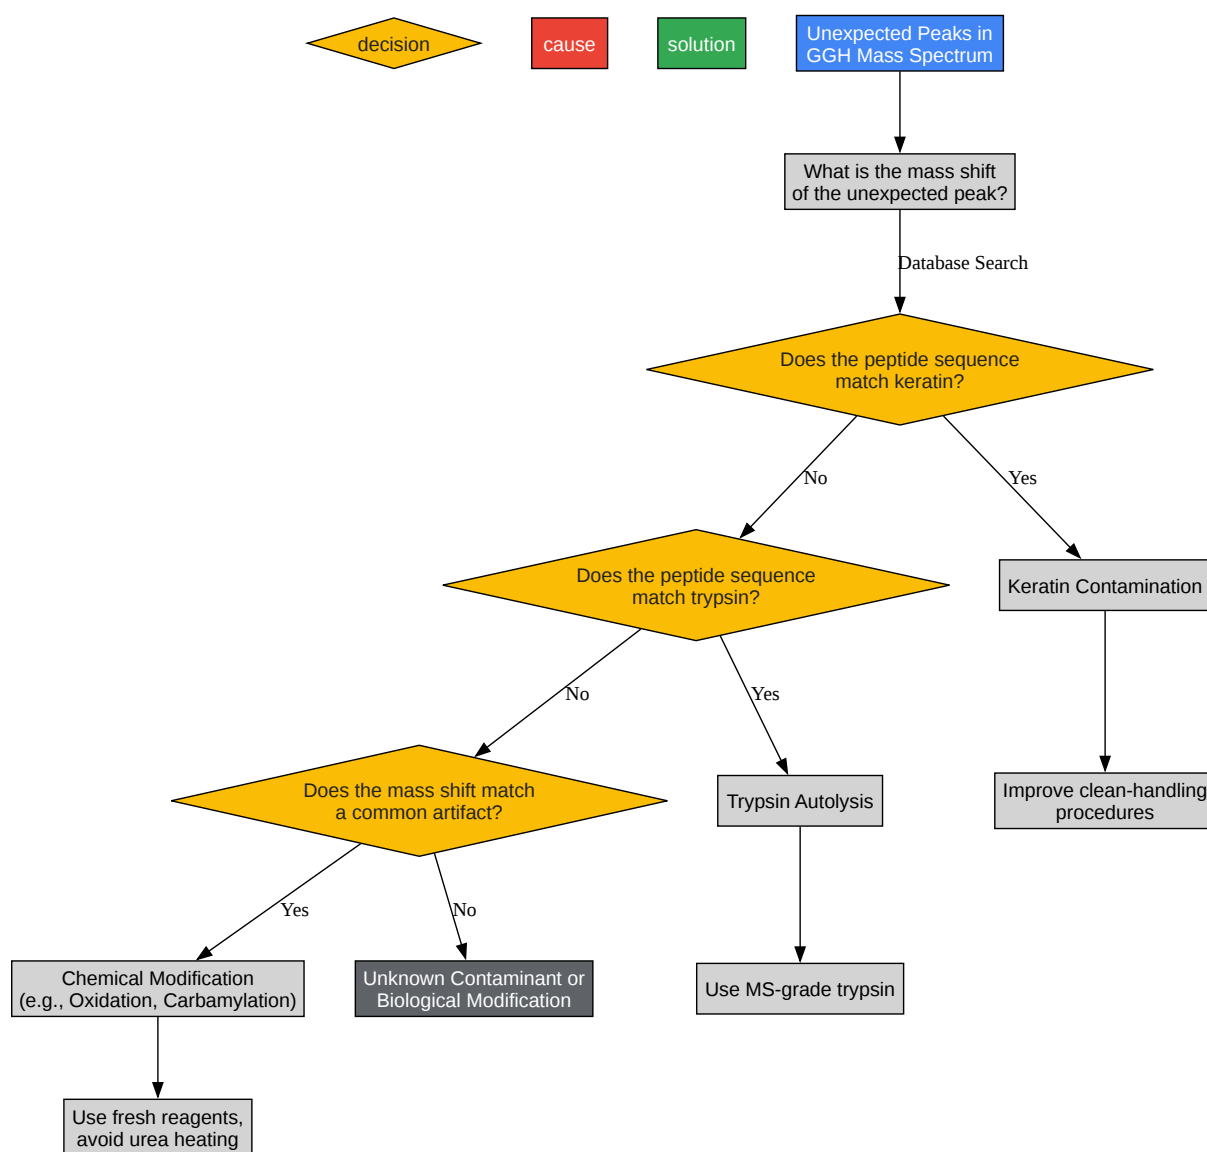 decision
cause
solution
Unexpected Peaks in
GGH Mass Spectrum
What is the mass shift
of the unexpected peak?
Database Search
Does the peptide sequence
match keratin?
No
Yes
Does the peptide sequence
match trypsin?
Keratin Contamination
No
Yes
Does the mass shift match
a common artifact?
Trypsin Autolysis
Improve clean-handling
procedures
Yes
No
Chemical Modification
(e.g., Oxidation, Carbamylation)
Unknown Contaminant or
Biological Modification
Use MS-grade trypsin
Use fresh reagents,
avoid urea heating